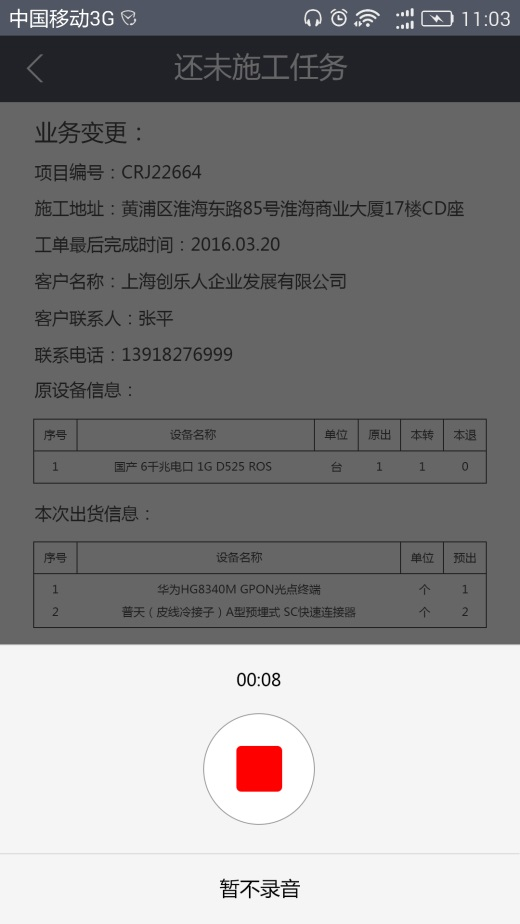 中国移动3G 11:03
还未施工任务
业务变更：
项目编号：CRJ22664
施工地址：黄浦区淮海东路85号淮海商业大厦17楼CD座
工单最后完成时间：2016.03.20
客户名称：上海创乐人企业发展有限公司
客户联系人：张平
联系电话：13918276999
原设备信息：
序号 设备名称 单位 原出 本转 本退
1 国产 6千兆电口 1G D525 ROS 台 1 1 0
本次出货信息：
序号 设备名称 单位 预出
1 华为HG8340M GPON光点终端 个 1
2 普天（皮线冷接子）A型预埋式 SC快速连接器 个 2
00:08
暂不录音